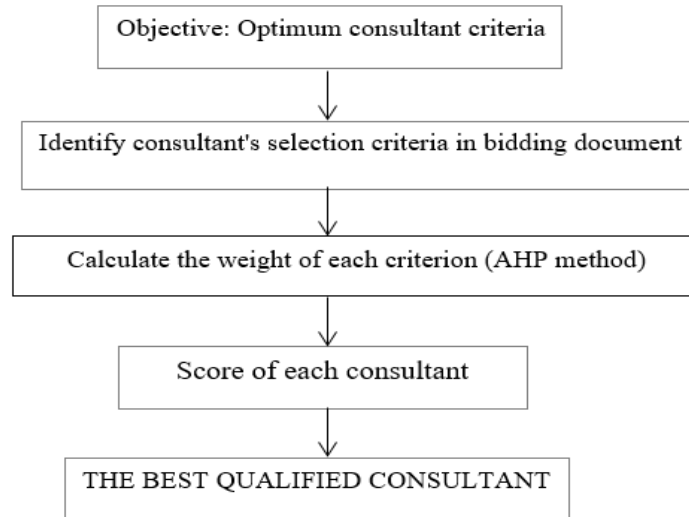 Objective: Optimum consultant criteria
Identify consultant's selection criteria in bidding document
Calculate the weight of each criterion (AHP method)
Score of each consultant
THE BEST QUALIFIED CONSULTANT